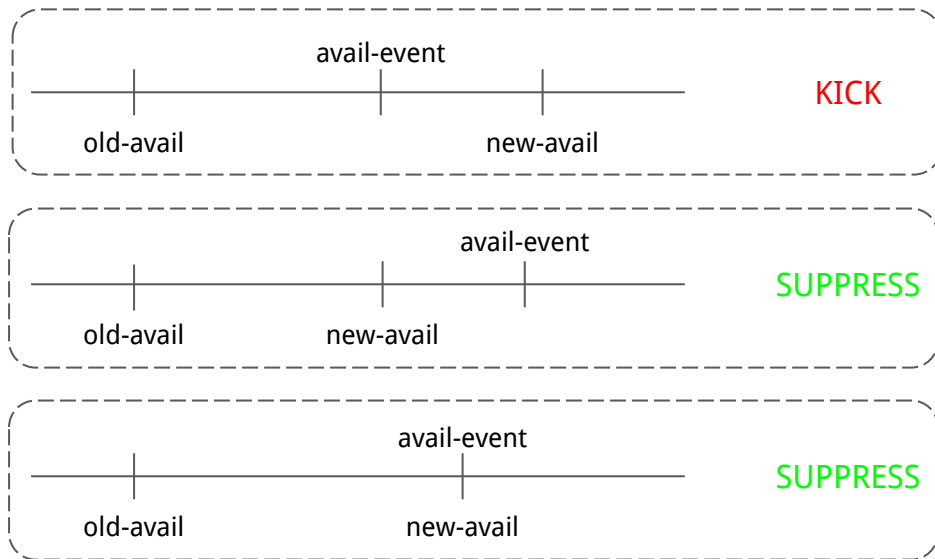 avail-event
KICK
old-avail
new-avail
avail-event
SUPPRESS
old-avail
new-avail
avail-event
SUPPRESS
old-avail
new-avail